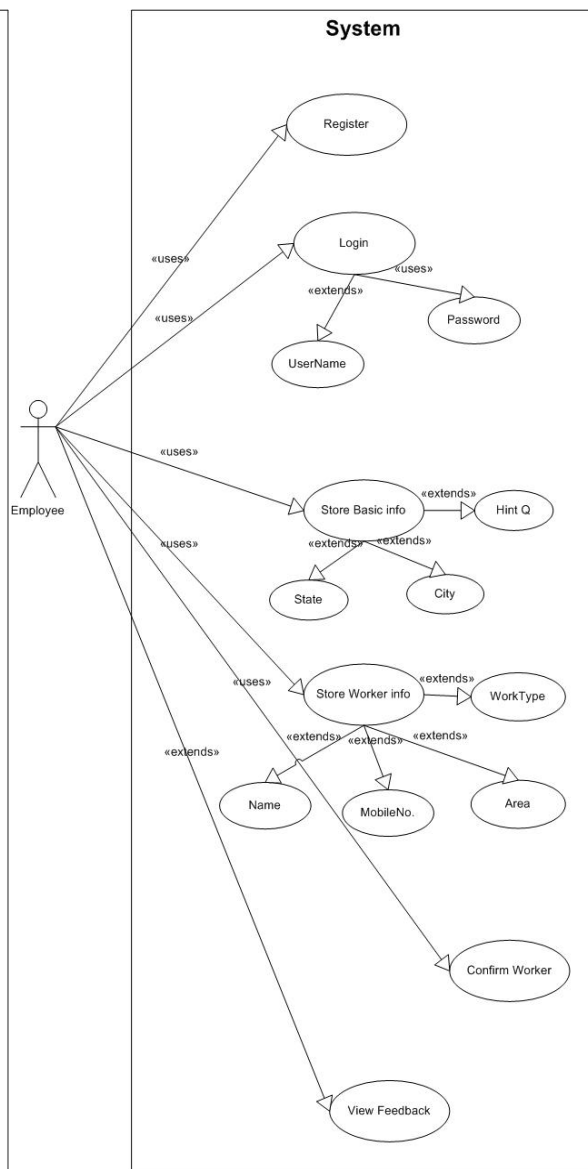 System
Register
«uses»
Login
«uses»
«uses»
«extends»
Password
UserName
Employee
«uses»
Store Basic info
«extends»
Hint Q
«uses»
«extends»
«extends»
State
City
Store Worker info
«extends»
WorkType
«uses»
«extends»
«extends»
«extends»
«extends»
Name
MobileNo.
Area
Confirm Worker
View Feedback